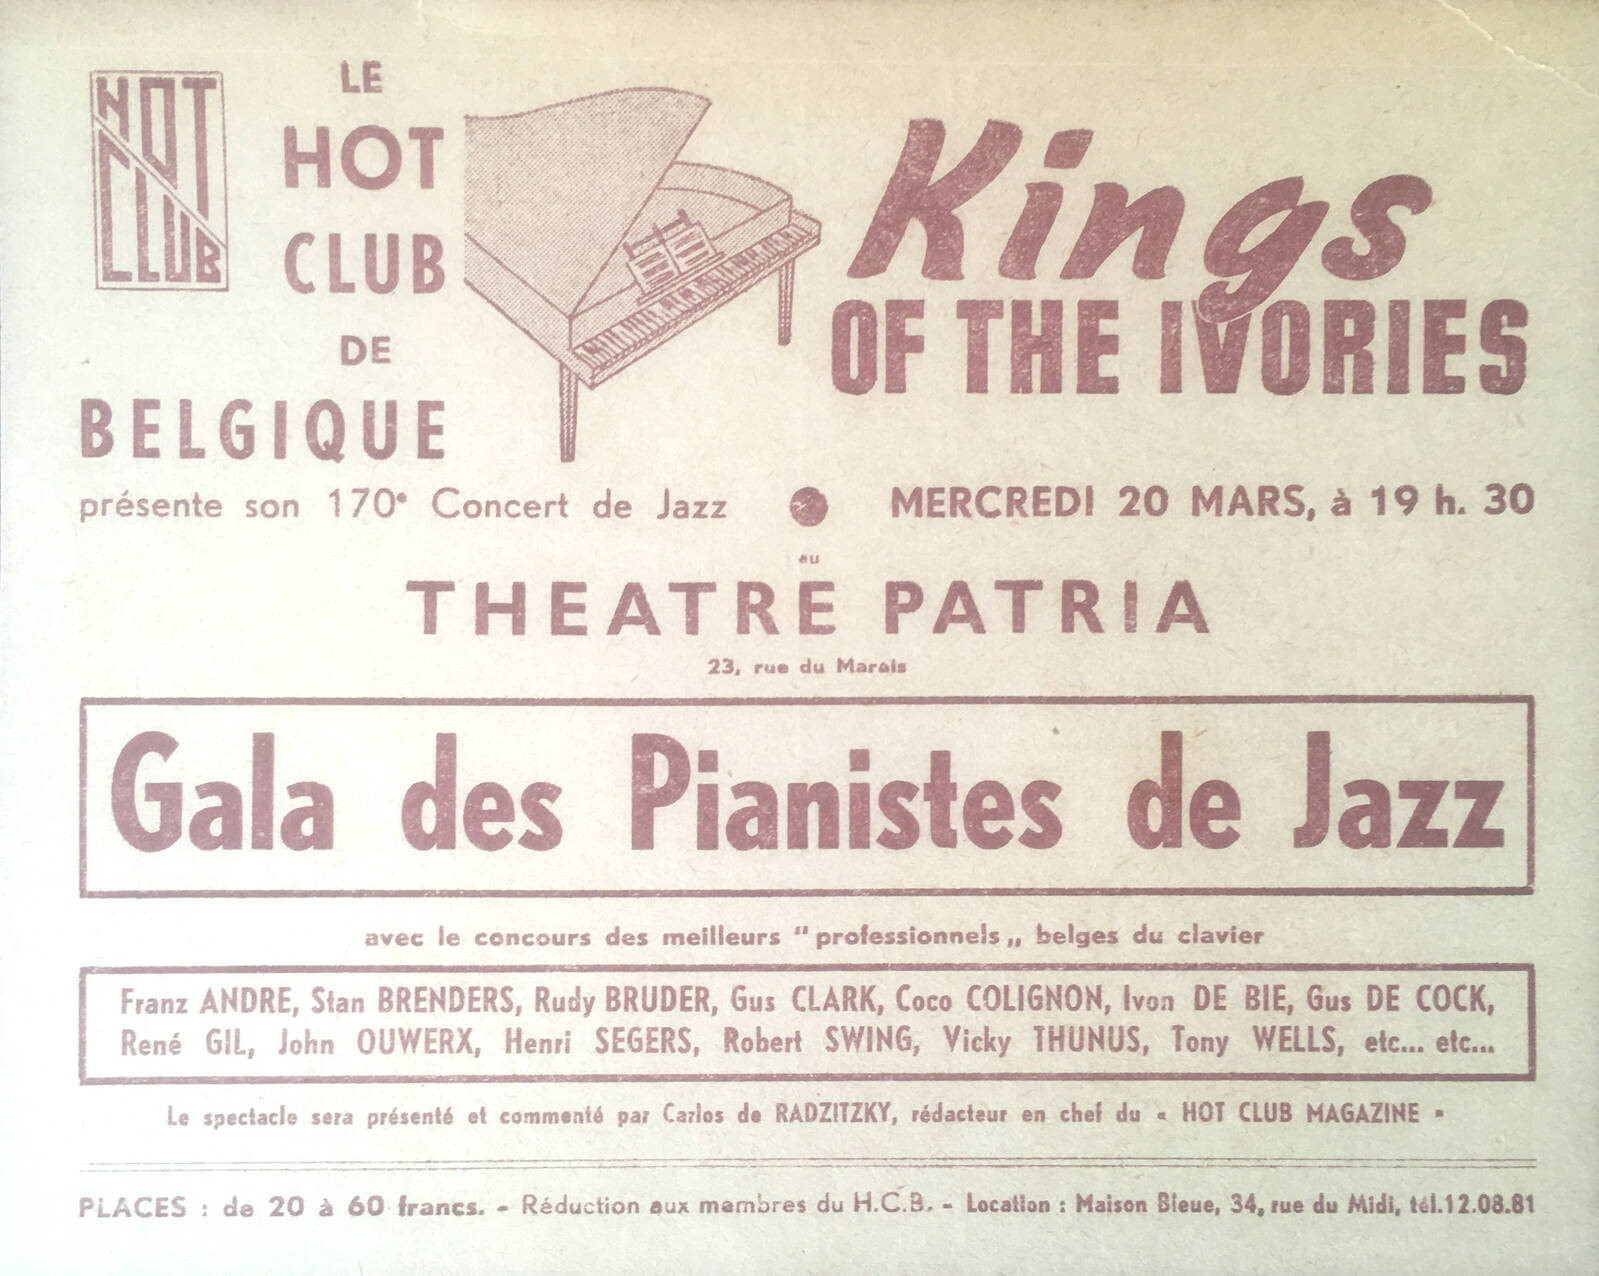 HOT CLUB
LE
HOT
CLUB
DE
BELGIQUE
Kings
OF THE IVORIES
présente son 170e Concert de Jazz ● MERCREDI 20 MARS, à 19 h. 30
au
THEATRE PATRIA
23, rue du Marais
Gala des Pianistes de Jazz
avec le concours des meilleurs "professionnels„ belges du clavier
Franz ANDRE, Stan BRENDERS, Rudy BRUDER, Gus CLARK, Coco COLIGNON, Ivon DE BIE, Gus DE COCK,
René GIL, John OUWERX, Henri SEGERS, Robert SWING, Vicky THUNUS, Tony WELLS, etc... etc...
Le spectacle sera présenté et commenté par Carlos de RADZITZKY, rédacteur en chef du « HOT CLUB MAGAZINE »
PLACES : de 20 à 60 francs. - Réduction aux membres du H.C.B. - Location : Maison Bleue, 34, rue du Midi, tél.12.08.81